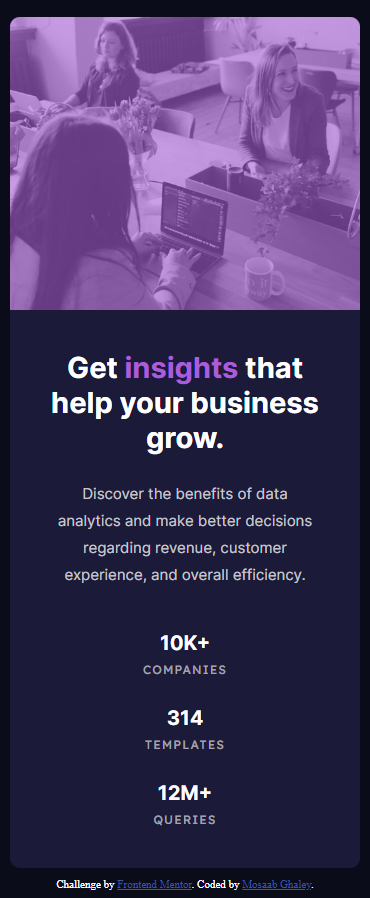 Get insights that
help your business
grow.
Discover the benefits of data
analytics and make better decisions
regarding revenue, customer
experience, and overall efficiency.
10K+
COMPANIES
314
TEMPLATES
12M+
QUERIES
Challenge by Frontend Mentor. Coded by Mosaab Ghaley.